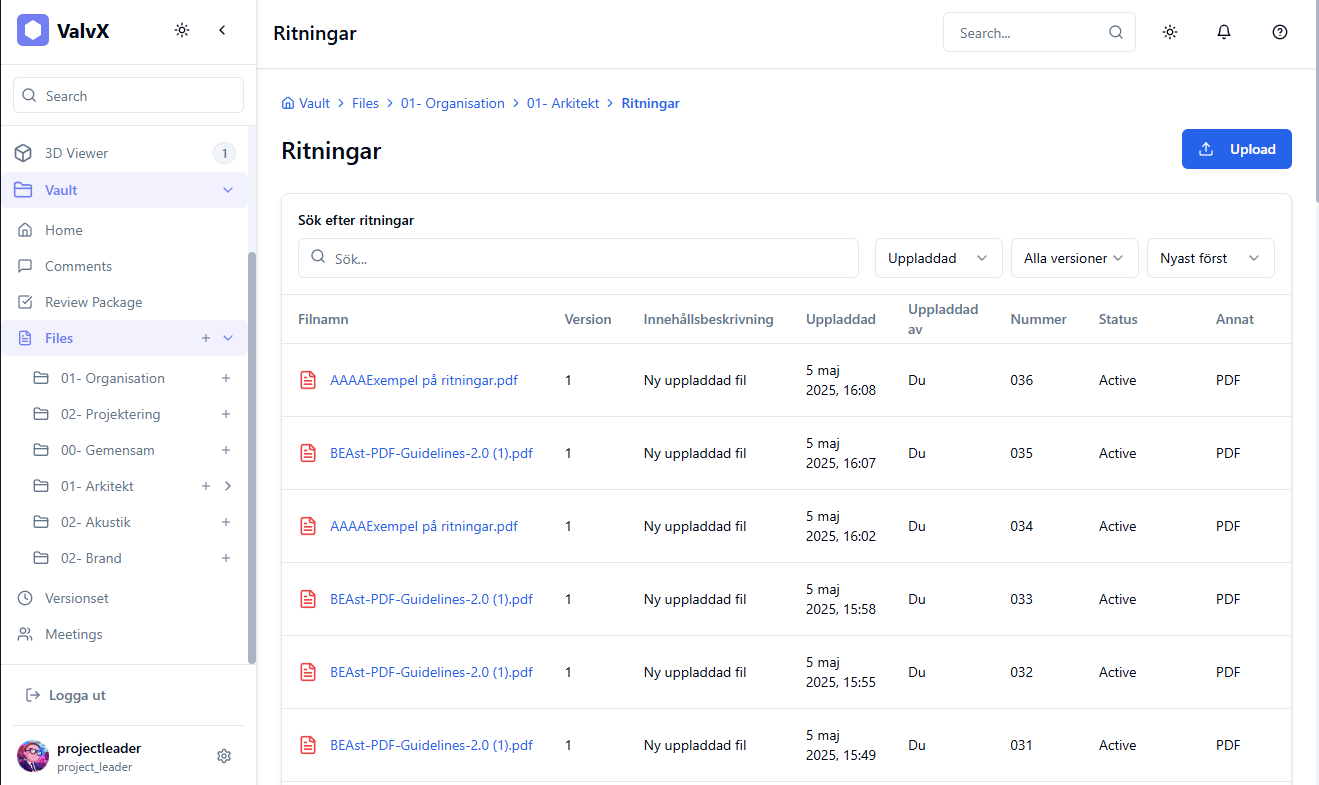 ValvX
Search
3D Viewer
1
Vault
Home
Comments
Review Package
Files
01- Organisation
02- Projektering
00- Gemensam
01- Arkitekt
02- Akustik
02- Brand
Versionset
Meetings
Logga ut
projectleader
project_leader
Ritningar
Search...
Vault > Files > 01- Organisation > 01- Arkitekt > Ritningar
Ritningar
Upload
Sök efter ritningar
Sök...
Uppladdad
Alla versioner
Nyast först
Filnamn Version Innehållsbeskrivning Uppladdad Uppladdad av Nummer Status Annat
AAAAExempel på ritningar.pdf 1 Ny uppladdad fil 5 maj 2025, 16:08 Du 036 Active PDF
BEAst-PDF-Guidelines-2.0 (1).pdf 1 Ny uppladdad fil 5 maj 2025, 16:07 Du 035 Active PDF
AAAAExempel på ritningar.pdf 1 Ny uppladdad fil 5 maj 2025, 16:02 Du 034 Active PDF
BEAst-PDF-Guidelines-2.0 (1).pdf 1 Ny uppladdad fil 5 maj 2025, 15:58 Du 033 Active PDF
BEAst-PDF-Guidelines-2.0 (1).pdf 1 Ny uppladdad fil 5 maj 2025, 15:55 Du 032 Active PDF
BEAst-PDF-Guidelines-2.0 (1).pdf 1 Ny uppladdad fil 5 maj 2025, 15:49 Du 031 Active PDF